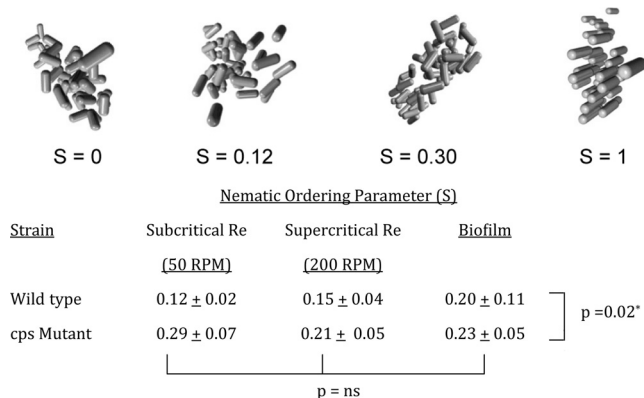 S = 0 S = 0.12 S = 0.30 S = 1
Nematic Ordering Parameter (S)
Strain Subcritical Re Supercritical Re Biofilm
(50 RPM) (200 RPM)
Wild type 0.12 ± 0.02 0.15 ± 0.04 0.20 ± 0.11
p =0.02*
cps Mutant 0.29 ± 0.07 0.21 ± 0.05 0.23 ± 0.05
p = ns